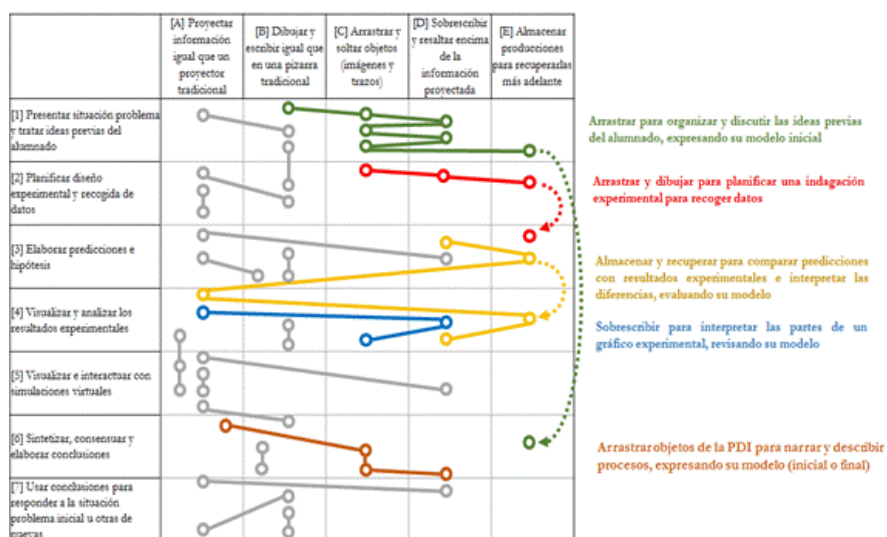 [A] Proyectar
información
igual que un
proyector
tradicional
[B] Dibujar y
escribir igual que
en una pizarra
tradicional
[C] Arrastrar y
soltar objetos
(imágenes y
trazos)
[D] Sobrescribir
y resaltar encima
de la
información
proyectada
[E] Almacenar
producciones
para recuperarlas
más adelante
[1] Presentar situación problema
y tratar ideas previas del
alumnado
[2] Planificar diseño
experimental y recogida de
datos
[3] Elaborar predicciones e
hipótesis
[4] Visualizar y analizar los
resultados experimentales
[5] Visualizar e interactuar con
simulaciones virtuales
[6] Sintetizar, consensuar y
elaborar conclusiones
[7] Usar conclusiones para
responder a la situación
problema inicial u otras de
nuevas
Arrastrar para organizar y discutir las ideas previas
del alumnado, expresando su modelo inicial
Arrastrar y dibujar para planificar una indagación
experimental para recoger datos
Almacenar y recuperar para comparar predicciones
con resultados experimentales e interpretar las
diferencias, evaluando su modelo
Sobrescribir para interpretar las partes de un
gráfico experimental, revisando su modelo
Arrastrar objetos de la PDI para narrar y describir
procesos, expresando su modelo (inicial o final)